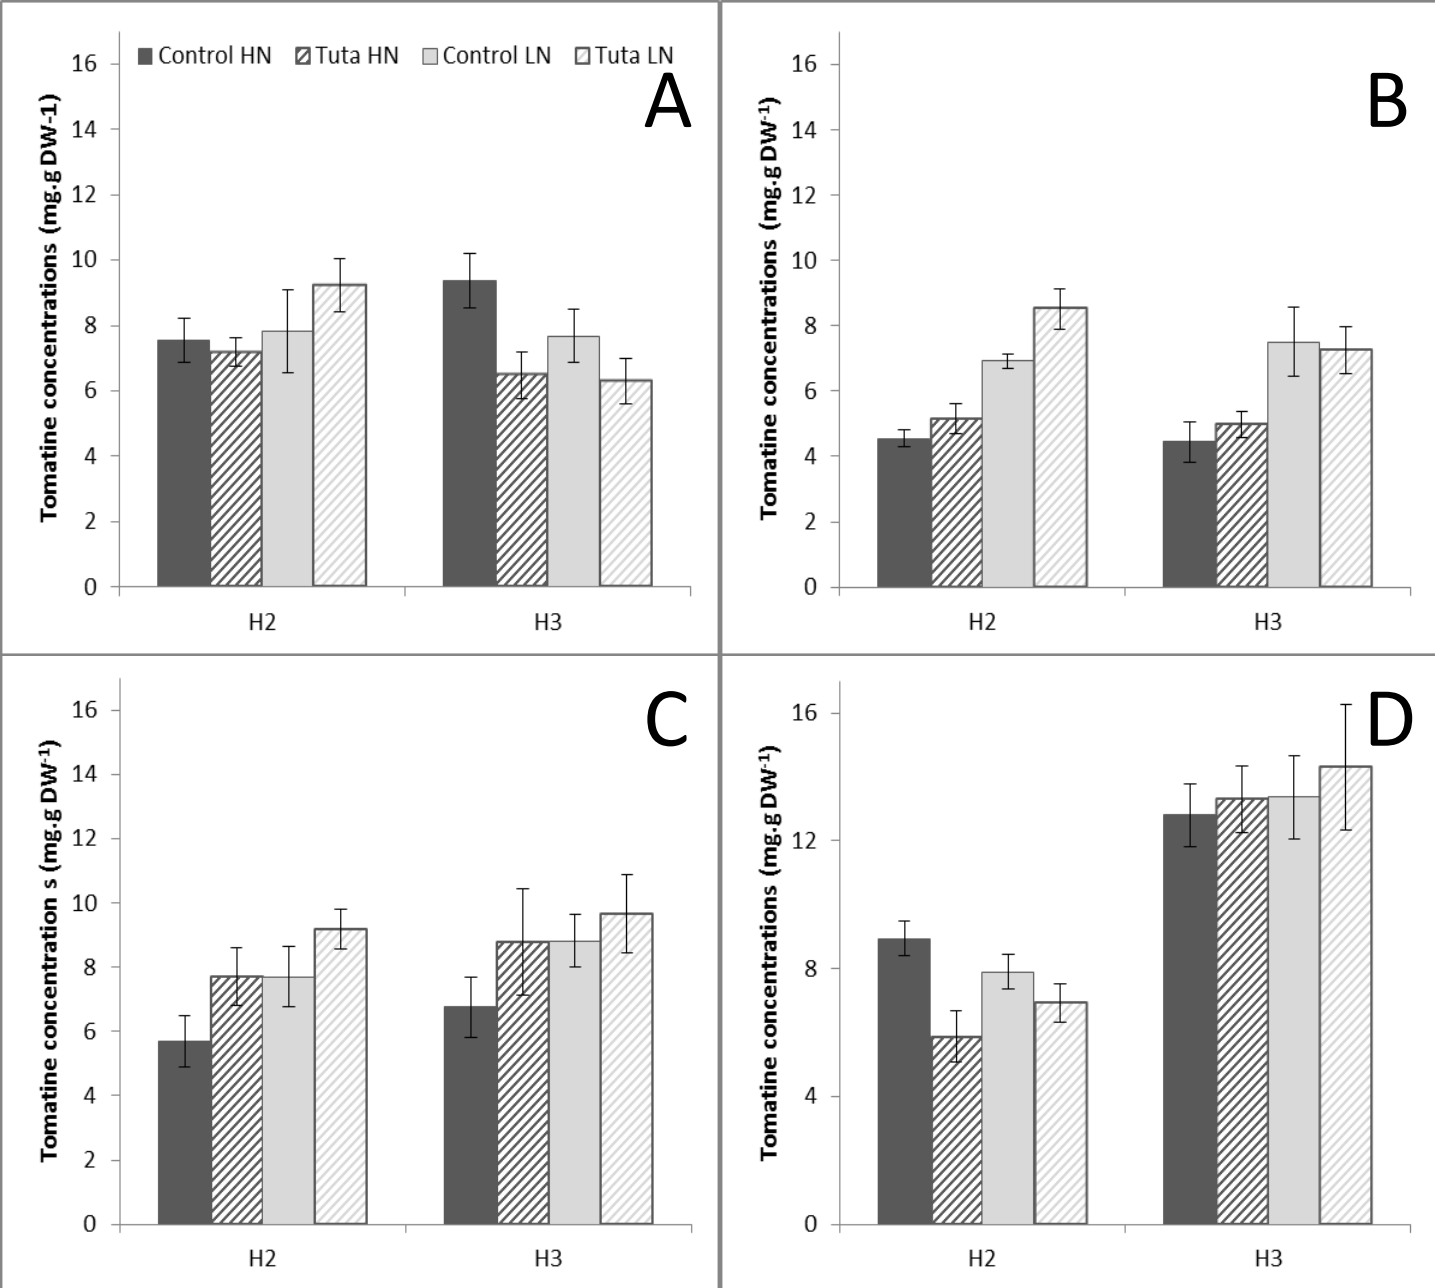 Control HN Tuta HN Control LN Tuta LN
A
Tomatine concentrations (mg.g DW-1)
16
14
12
10
8
6
4
2
0
H2 H3
B
Tomatine concentrations (mg.g DW-1)
16
14
12
10
8
6
4
2
0
H2 H3
C
Tomatine concentration s (mg.g DW-1)
16
14
12
10
8
6
4
2
0
H2 H3
D
Tomatine concentrations (mg.g DW-1)
16
12
8
4
0
H2 H3